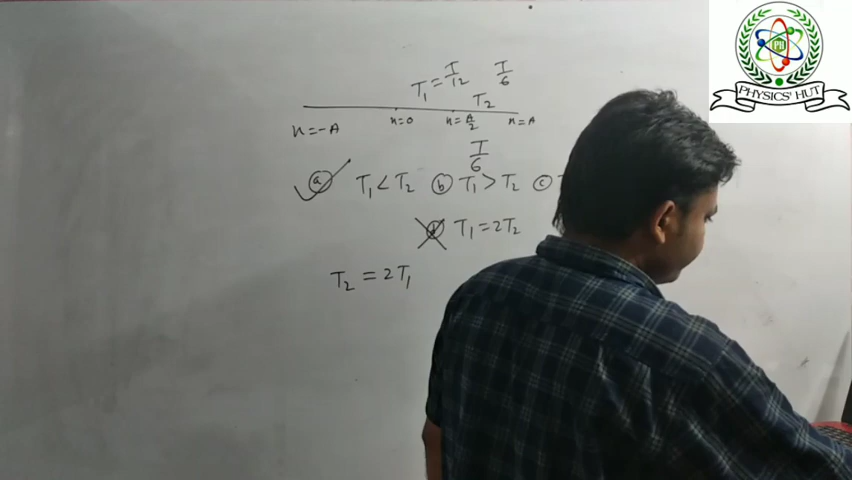 PH
PHYSICS' HUT
T₁ = T/12 T/6
T₂
x=-A x=0 x=A/2 x=A
T/6
(a) T₁ < T₂ (b) T₁ > T₂ (c)
T₁ = 2T₂
T₂ = 2T₁